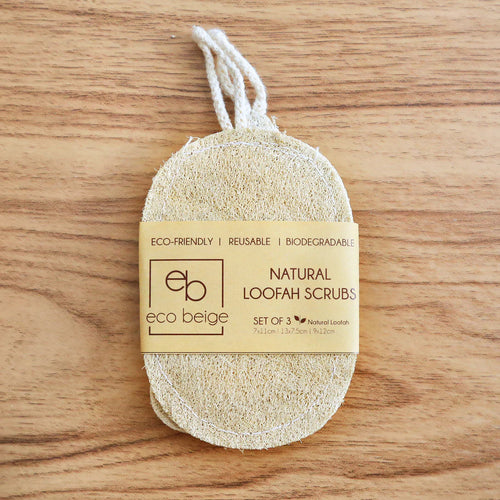 ECO-FRIENDLY | REUSABLE | BIODEGRADABLE
eb
eco beige
NATURAL
LOOFAH SCRUBS
SET OF 3 Natural Loofah
7x11cm | 13x7.5cm | 9x12cm